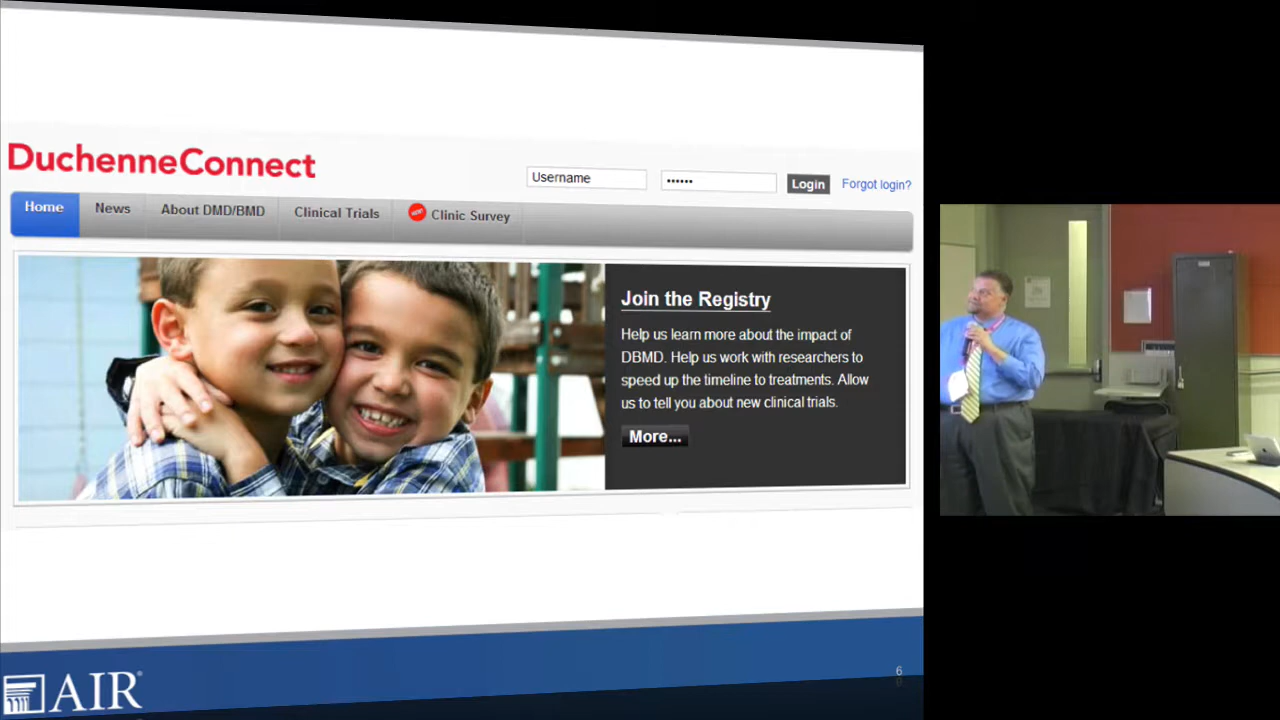 DuchenneConnect
Username
••••••
Login
Forgot login?
Home
News
About DMD/BMD
Clinical Trials
Clinic Survey
Join the Registry
Help us learn more about the impact of
DBMD. Help us work with researchers to
speed up the timeline to treatments. Allow
us to tell you about new clinical trials.
More...
AIR®
6